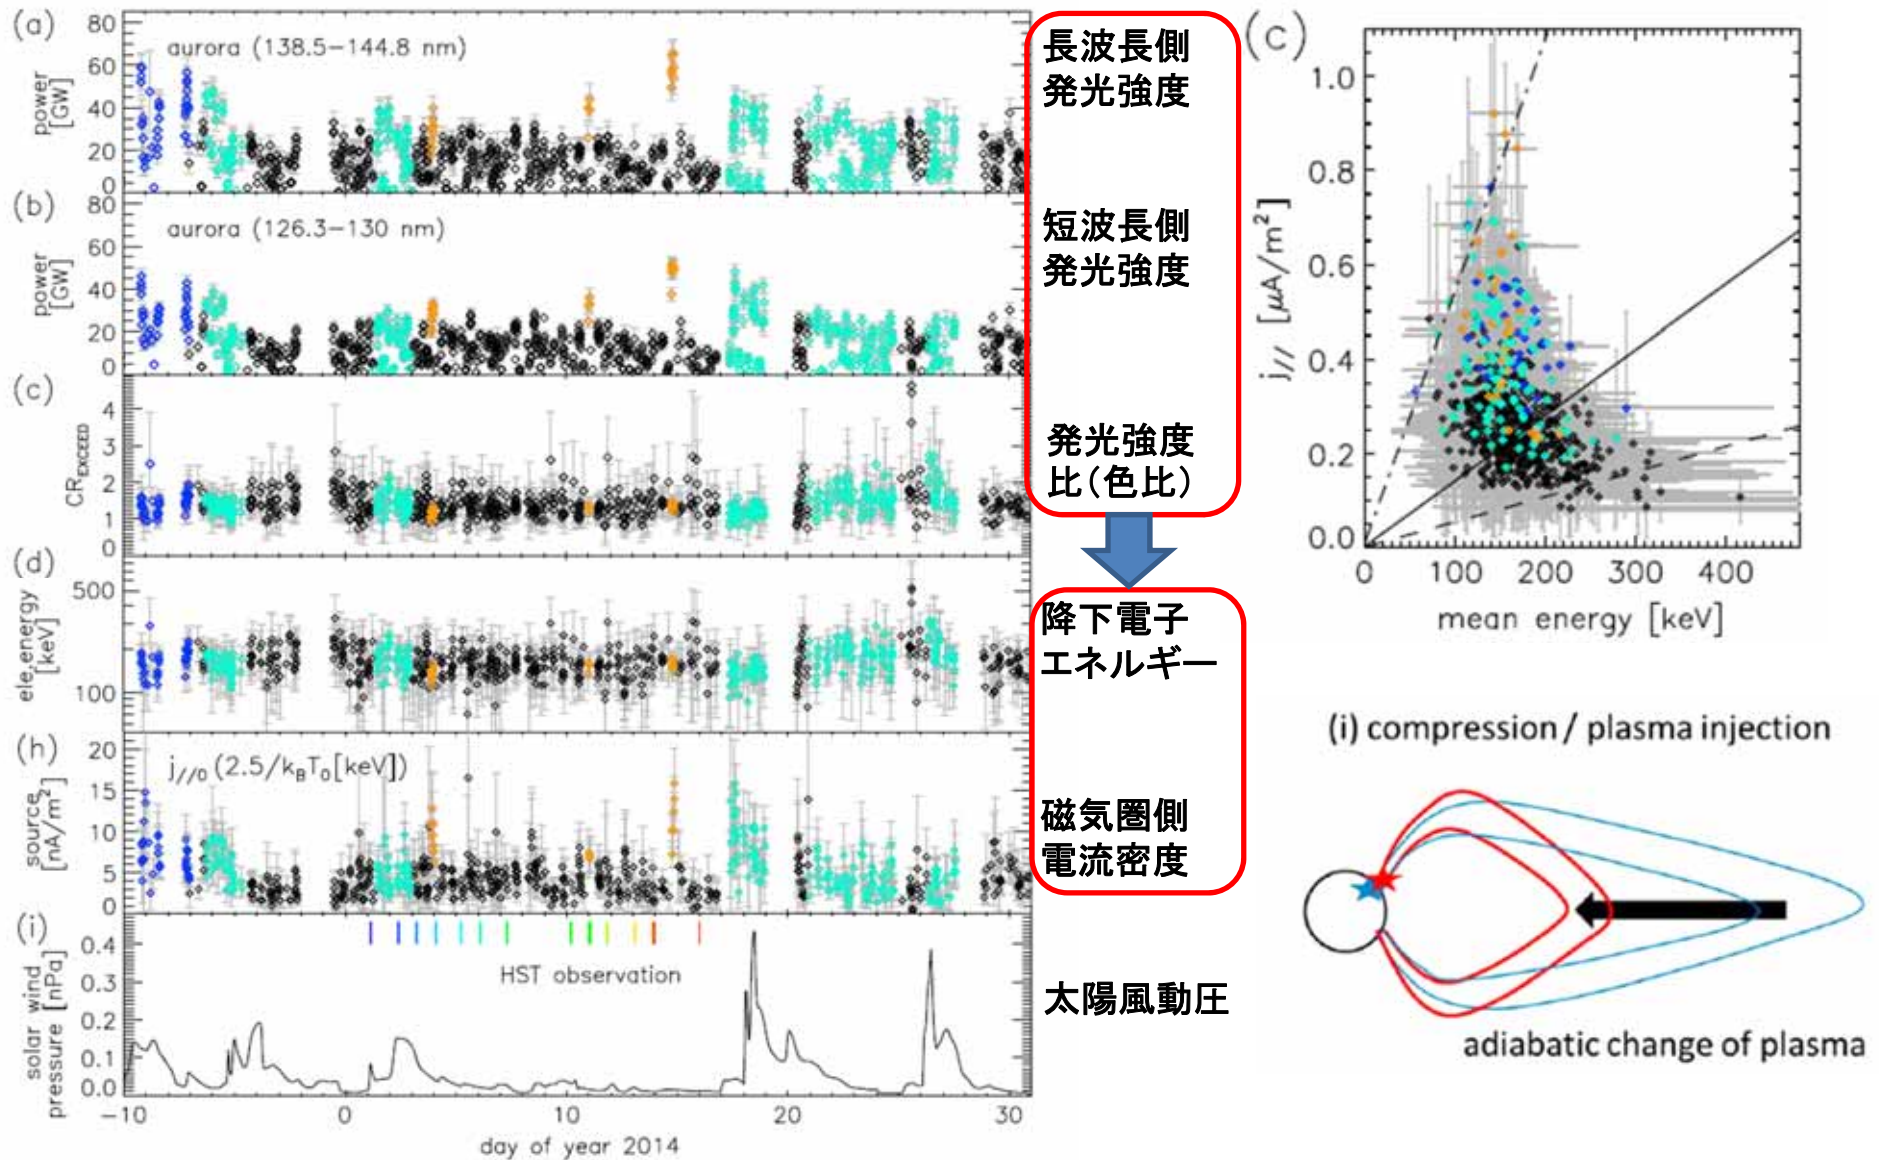 (a)
aurora (138.5−144.8 nm)
power
[GW]
80
60
40
20
0
(b)
aurora (126.3−130 nm)
power
[GW]
80
60
40
20
0
(c)
CR_EXCEED
4
3
2
1
0
(d)
ele.energy
[keV]
500
100
(h)
j//0 (2.5/kBT0[keV])
source
[nA/m²]
20
15
10
5
0
(i)
HST observation
solar wind
pressure [nPa]
0.4
0.3
0.2
0.1
0.0
−10
0
10
20
30
day of year 2014
長波長側
発光強度
短波長側
発光強度
発光強度
比(色比)
降下電子
エネルギー
磁気圏側
電流密度
太陽風動圧
(c)
j// [μA/m²]
1.0
0.8
0.6
0.4
0.2
0.0
0
100
200
300
400
mean energy [keV]
(i) compression / plasma injection
adiabatic change of plasma